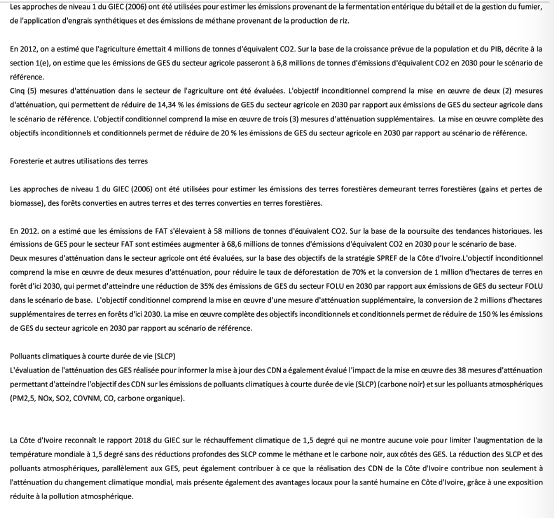 Les approches de niveau 1 du GIEC (2006) ont été utilisées pour estimer les émissions provenant de la fermentation entérique du bétail et de la gestion du fumier,
de l'application d'engrais synthétiques et des émissions de méthane provenant de la production de riz.
En 2012, on a estimé que l'agriculture émettait 4 millions de tonnes d'équivalent CO2. Sur la base de la croissance prévue de la population et du PIB, décrite à la
section 1(e), on estime que les émissions de GES du secteur agricole passeront à 6,8 millions de tonnes d'émissions d'équivalent CO2 en 2030 pour le scénario de
référence.
Cinq (5) mesures d'atténuation dans le secteur de l'agriculture ont été évaluées. L'objectif inconditionnel comprend la mise en œuvre de deux (2) mesures
d'atténuation, qui permettent de réduire de 14,34 % les émissions de GES du secteur agricole en 2030 par rapport aux émissions de GES du secteur agricole dans
le scénario de référence. L'objectif conditionnel comprend la mise en œuvre de trois (3) mesures d'atténuation supplémentaires. La mise en œuvre complète des
objectifs inconditionnels et conditionnels permet de réduire de 20 % les émissions de GES du secteur agricole en 2030 par rapport au scénario de référence.
Foresterie et autres utilisations des terres
Les approches de niveau 1 du GIEC (2006) ont été utilisées pour estimer les émissions des terres forestières demeurant terres forestières (gains et pertes de
biomasse), des forêts converties en autres terres et des terres converties en terres forestières.
En 2012. on a estimé que les émissions de FAT s'élevaient à 58 millions de tonnes d'équivalent CO2. Sur la base de la poursuite des tendances historiques. les
émissions de GES pour le secteur FAT sont estimées augmenter à 68,6 millions de tonnes d'émissions d'équivalent CO2 en 2030 pour le scénario de base.
Deux mesures d'atténuation dans le secteur agricole ont été évaluées, sur la base des objectifs de la stratégie SPREF de la Côte d'Ivoire.L'objectif inconditionnel
comprend la mise en œuvre de deux mesures d'atténuation, pour réduire le taux de déforestation de 70% et la conversion de 1 million d'hectares de terres en
forêt d'ici 2030, qui permet d'atteindre une réduction de 35% des émissions de GES du secteur FOLU en 2030 par rapport aux émissions de GES du secteur FOLU
dans le scénario de base. L'objectif conditionnel comprend la mise en œuvre d'une mesure d'atténuation supplémentaire, la conversion de 2 millions d'hectares
supplémentaires de terres en forêts d'ici 2030. La mise en œuvre complète des objectifs inconditionnels et conditionnels permet de réduire de 150 % les émissions
de GES du secteur agricole en 2030 par rapport au scénario de référence.
Polluants climatiques à courte durée de vie (SLCP)
L'évaluation de l'atténuation des GES réalisée pour informer la mise à jour des CDN a également évalué l'impact de la mise en œuvre des 38 mesures d'atténuation
permettant d'atteindre l'objectif des CDN sur les émissions de polluants climatiques à courte durée de vie (SLCP) (carbone noir) et sur les polluants atmosphériques
(PM2,5, NOx, SO2, COVNM, CO, carbone organique).
La Côte d'Ivoire reconnaît le rapport 2018 du GIEC sur le réchauffement climatique de 1,5 degré qui ne montre aucune voie pour limiter l'augmentation de la
température mondiale à 1,5 degré sans des réductions profondes des SLCP comme le méthane et le carbone noir, aux côtés des GES. La réduction des SLCP et des
polluants atmosphériques, parallèlement aux GES, peut également contribuer à ce que la réalisation des CDN de la Côte d'Ivoire contribue non seulement à
l'atténuation du changement climatique mondial, mais présente également des avantages locaux pour la santé humaine en Côte d'Ivoire, grâce à une exposition
réduite à la pollution atmosphérique.